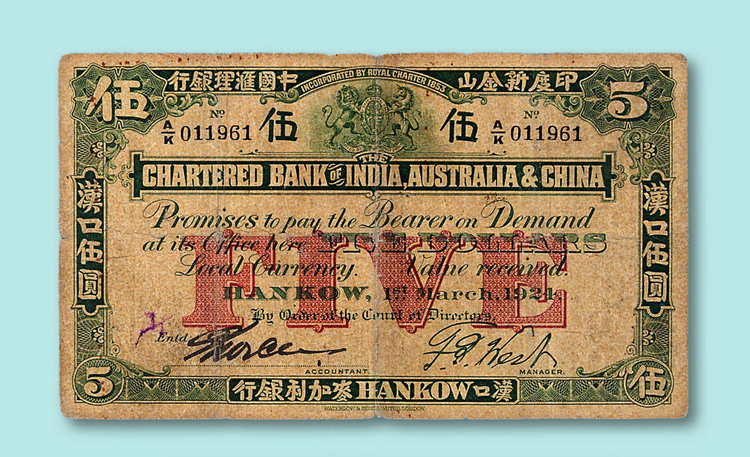 印度新金山 中國滙理銀行
INCORPORATED BY ROYAL CHARTER 1853
伍
5
No A/K 011961 伍
伍 No A/K 011961
THE
CHARTERED BANK OF INDIA, AUSTRALIA & CHINA
Promises to pay the Bearer on Demand
at its Office here FIVE DOLLARS
Local Currency. Value received.
FIVE
HANKOW, 1st March, 1924.
By Order of the Court of Directors,
Entd
ACCOUNTANT.
MANAGER.
漢口伍圓
漢口伍圓
5
漢口 HANKOW 麥加利銀行
伍
WATERLOW & SONS LIMITED, LONDON